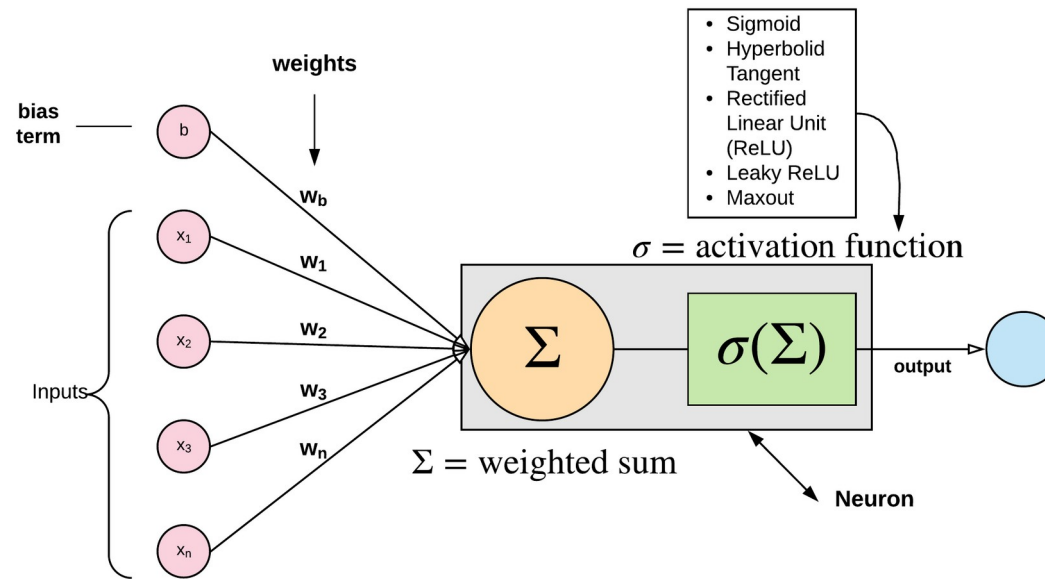 • Sigmoid
• Hyperbolid
Tangent
• Rectified
Linear Unit
(ReLU)
• Leaky ReLU
• Maxout
weights
bias
term
b
w_b
x₁
w₁
σ = activation function
x₂
w₂
Σ
σ(Σ)
output
Inputs
w₃
x₃
wₙ
Σ = weighted sum
Neuron
xₙ